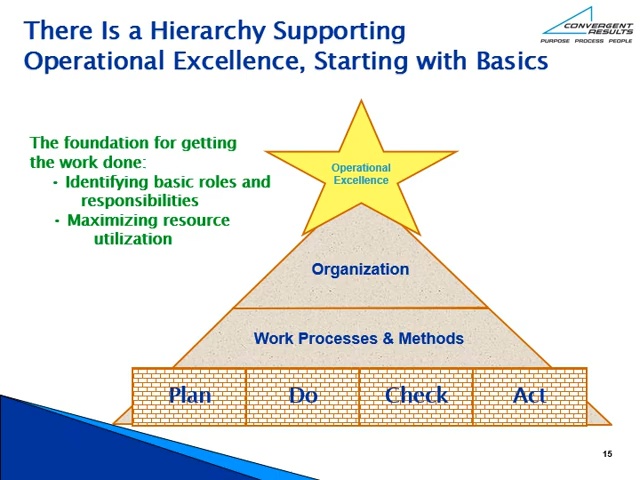 There Is a Hierarchy Supporting
Operational Excellence, Starting with Basics
CONVERGENT
RESULTS
PURPOSE PROCESS PEOPLE
The foundation for getting
the work done:
- Identifying basic roles and
responsibilities
- Maximizing resource
utilization
Operational
Excellence
Organization
Work Processes & Methods
Plan Do Check Act
15